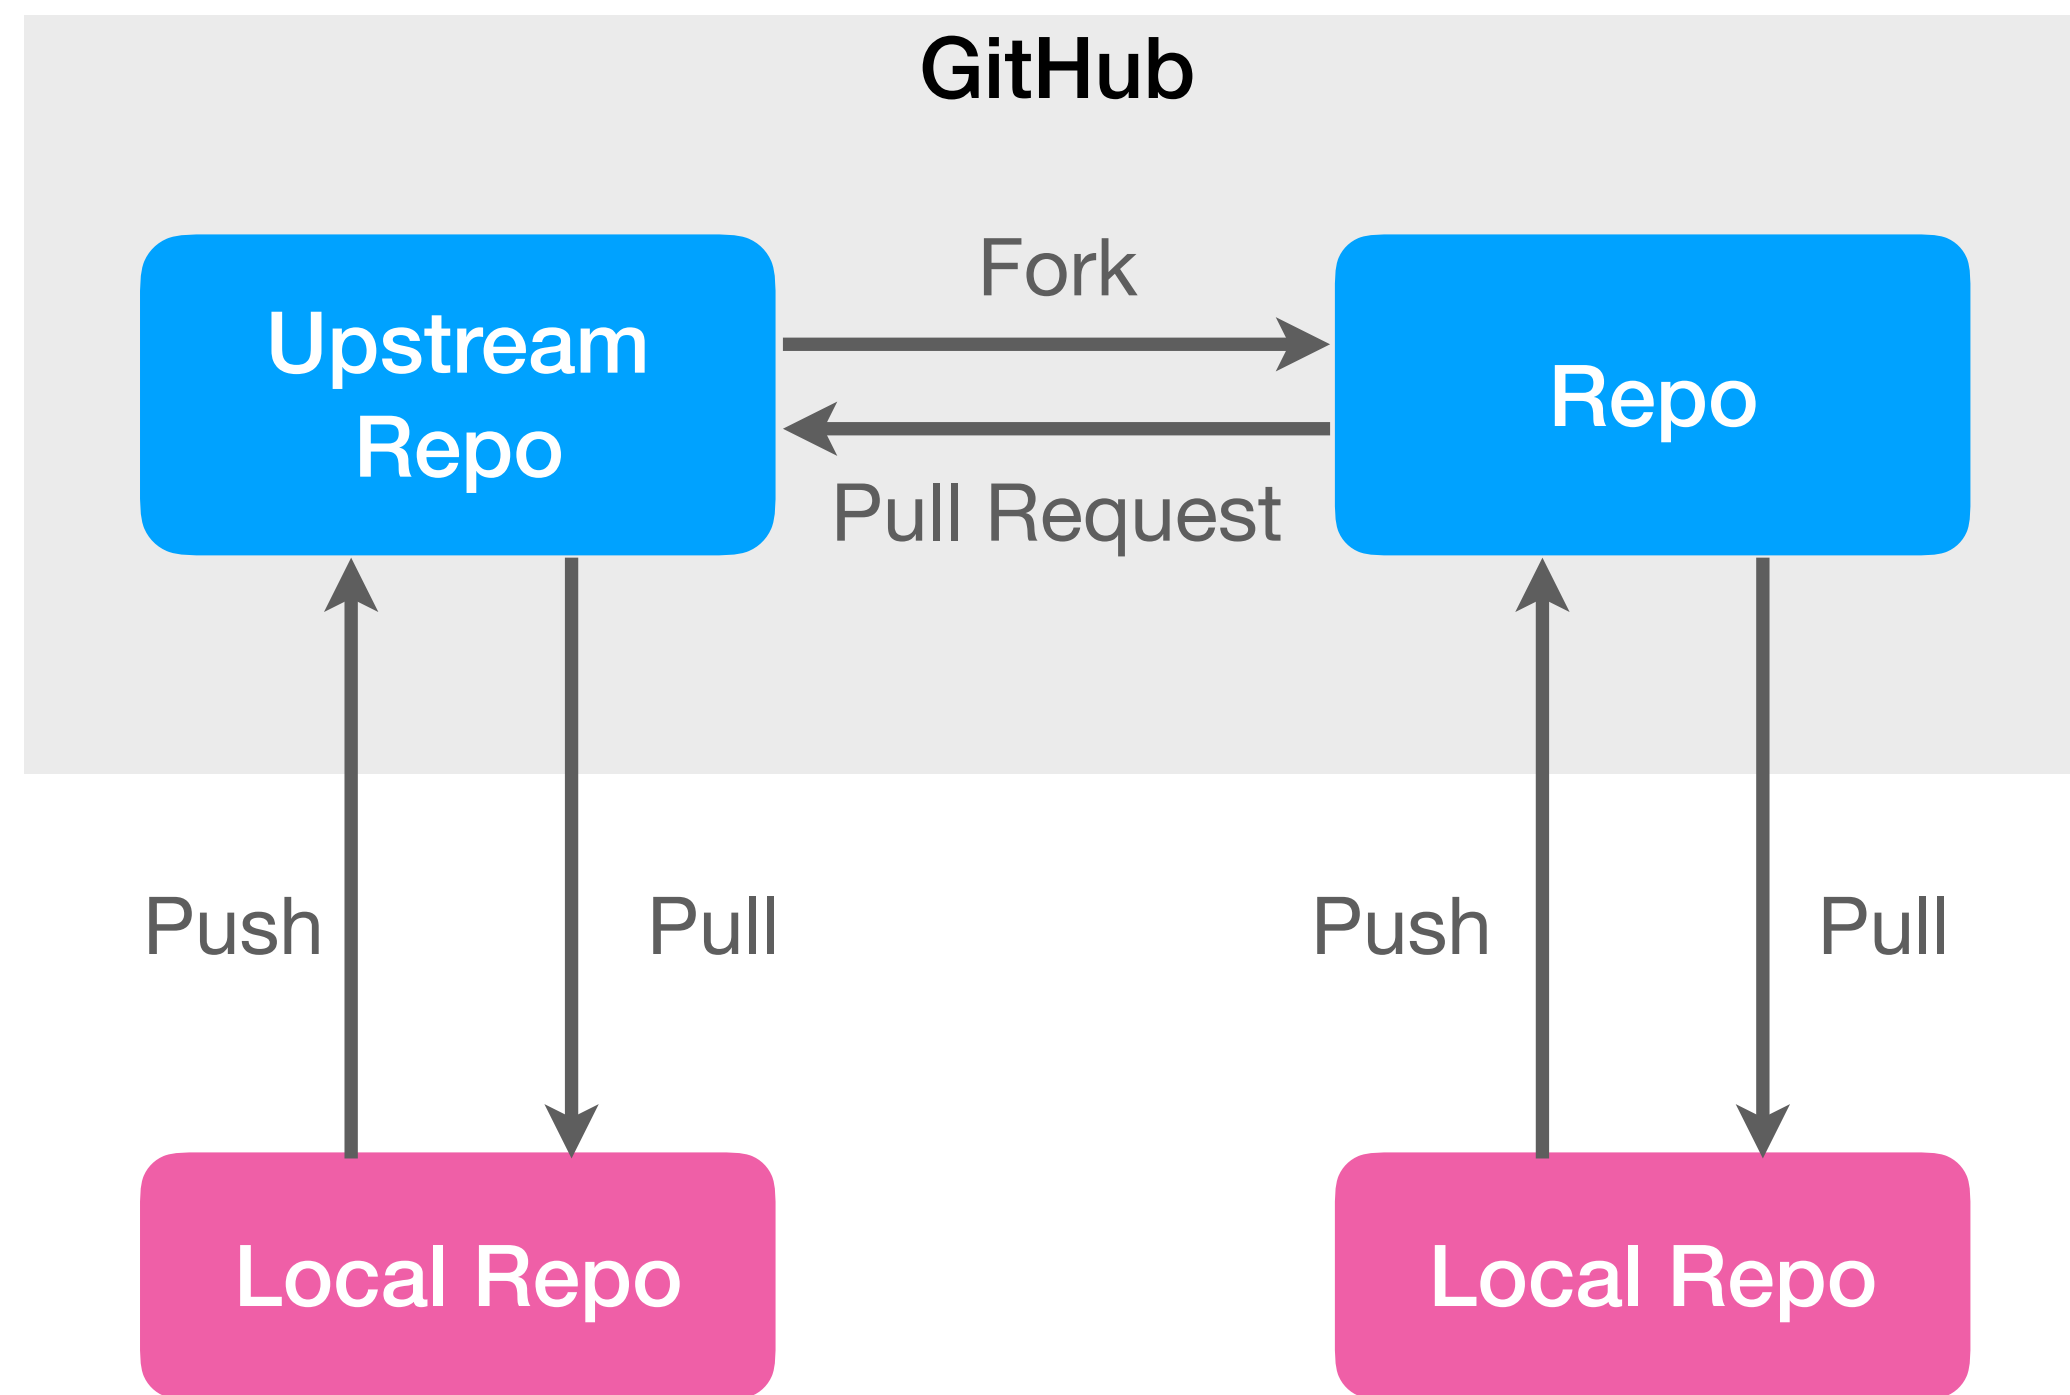 GitHub
Fork
Upstream
Repo
Repo
Pull Request
Push
Pull
Push
Pull
Local Repo
Local Repo